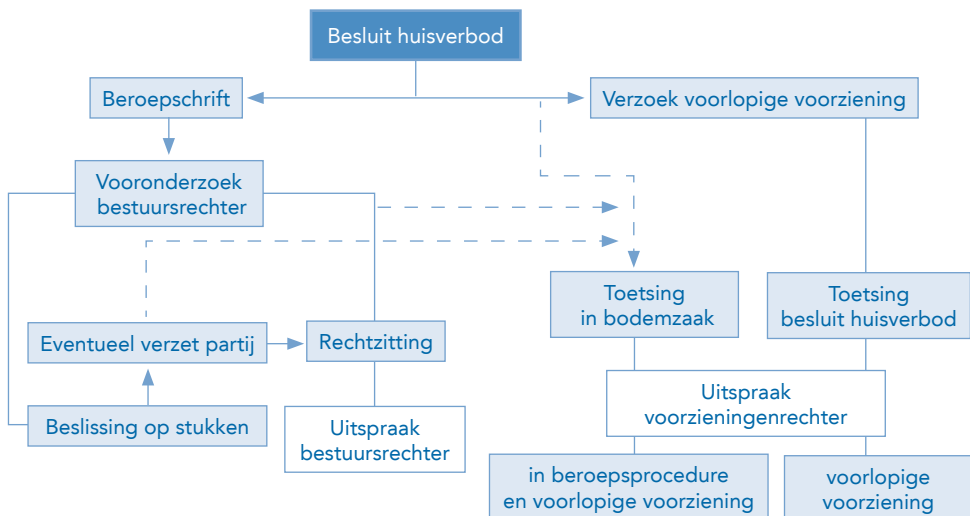 Besluit huisverbod
Beroepschrift
Verzoek voorlopige voorziening
Vooronderzoek
bestuursrechter
Toetsing
in bodemzaak
Toetsing
besluit huisverbod
Eventueel verzet partij
Rechtzitting
Uitspraak
voorzieningenrechter
Beslissing op stukken
Uitspraak
bestuursrechter
in beroepsprocedure
en voorlopige voorziening
voorlopige
voorziening